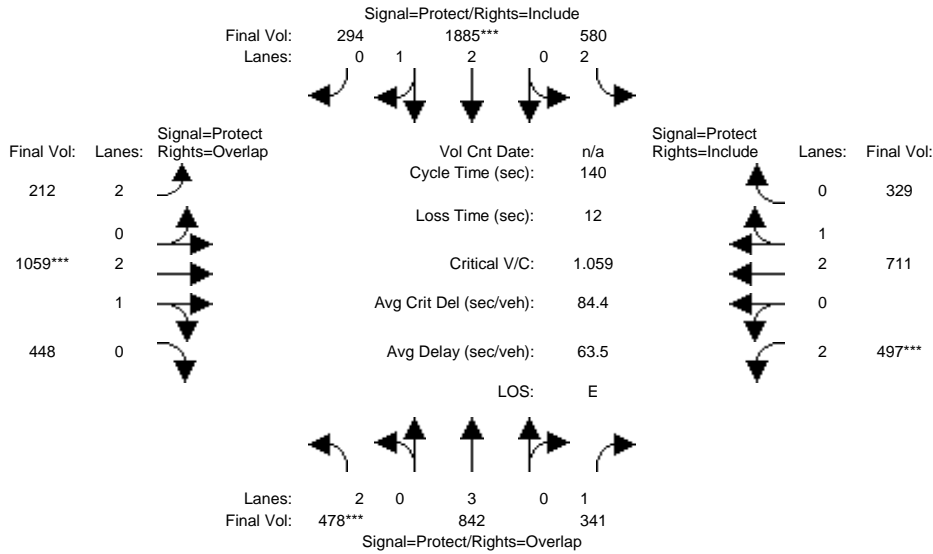 Signal=Protect/Rights=Include
Final Vol: 294 1885*** 580
Lanes: 0 1 2 0 2
Signal=Protect
Final Vol: Lanes: Rights=Overlap
Vol Cnt Date: n/a
Signal=Protect
Rights=Include Lanes: Final Vol:
Cycle Time (sec): 140
212 2
0 329
Loss Time (sec): 12
0
1
1059*** 2
Critical V/C: 1.059
2 711
1
Avg Crit Del (sec/veh): 84.4
0
448 0
Avg Delay (sec/veh): 63.5
2 497***
LOS: E
Lanes: 2 0 3 0 1
Final Vol: 478*** 842 341
Signal=Protect/Rights=Overlap